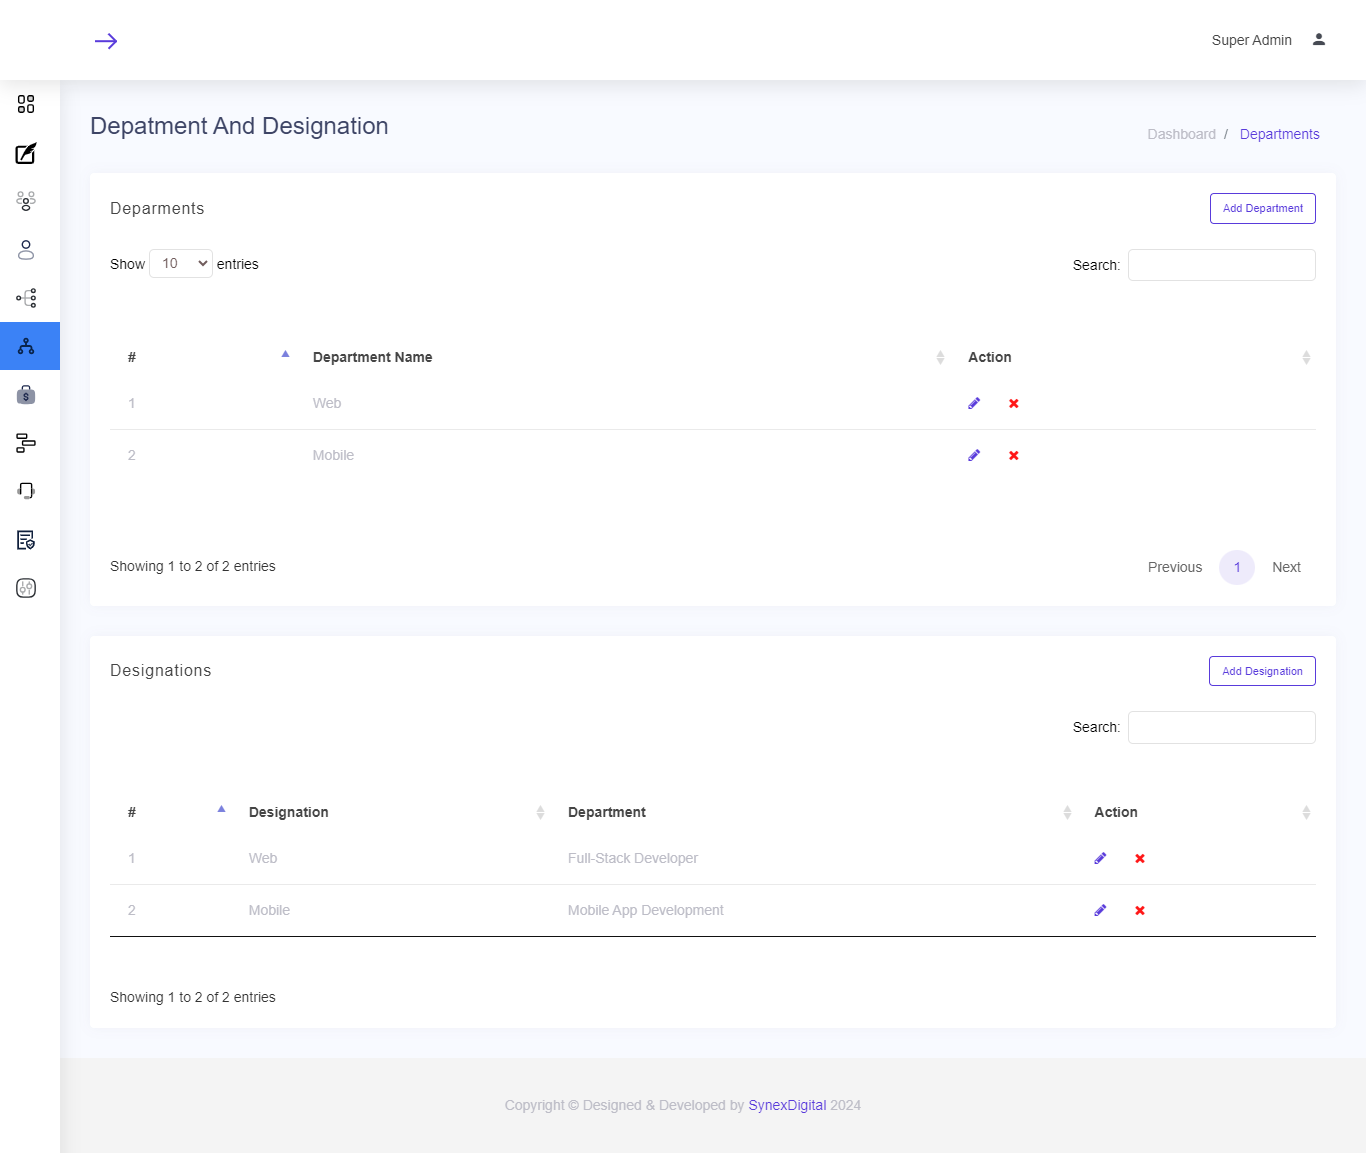 Super Admin
Depatment And Designation
Dashboard / Departments
Deparments
Add Department
Show 10 entries
Search:
# Department Name Action
1 Web
2 Mobile
Showing 1 to 2 of 2 entries
Previous 1 Next
Designations
Add Designation
Search:
# Designation Department Action
1 Web Full-Stack Developer
2 Mobile Mobile App Development
Showing 1 to 2 of 2 entries
Copyright © Designed & Developed by SynexDigital 2024